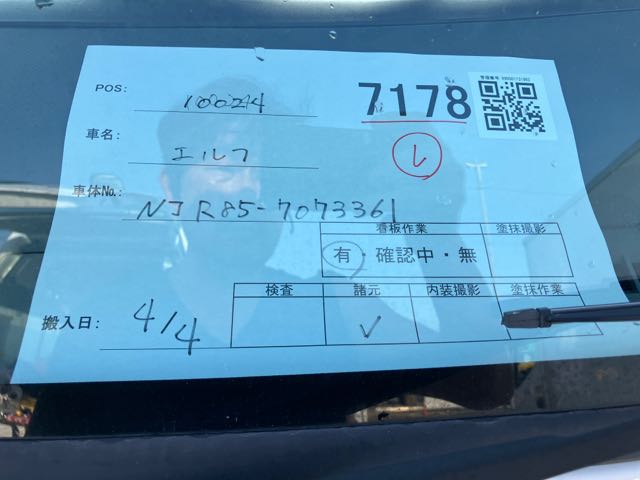 POS: 100244
7178
車名: エルフ
レ
車体No.: NJR85-7073361
看板作業 塗抹撮影
有・確認中・無
検査 諸元 内装撮影 塗抹作業
搬入日: 4/4 ✓